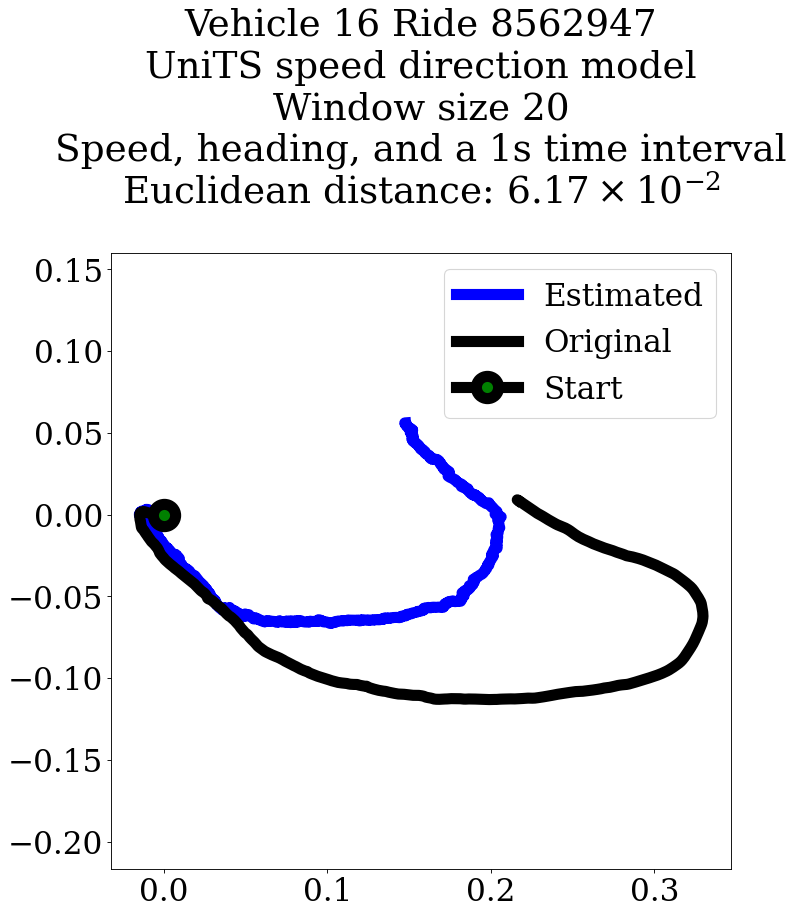 Vehicle 16 Ride 8562947
UniTS speed direction model
Window size 20
Speed, heading, and a 1s time interval
Euclidean distance: 6.17 × 10⁻²
Estimated
Original
Start
0.15
0.10
0.05
0.00
−0.05
−0.10
−0.15
−0.20
0.0 0.1 0.2 0.3